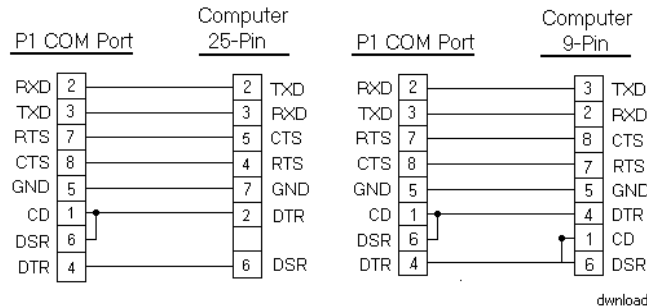 Computer
P1 COM Port 25-Pin
RXD 2 2 TXD
TXD 3 3 RXD
RTS 7 5 CTS
CTS 8 4 RTS
GND 5 7 GND
CD 1 2 DTR
DSR 6
DTR 4 6 DSR
Computer
P1 COM Port 9-Pin
RXD 2 3 TXD
TXD 3 2 RXD
RTS 7 8 CTS
CTS 8 7 RTS
GND 5 5 GND
CD 1 4 DTR
DSR 6 1 CD
DTR 4 6 DSR
dwnload